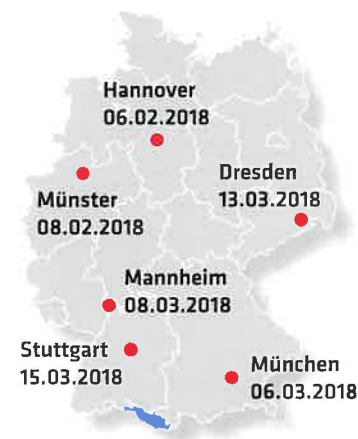 Hannover
06.02.2018
Dresden
13.03.2018
Münster
08.02.2018
Mannheim
08.03.2018
Stuttgart
15.03.2018
München
06.03.2018